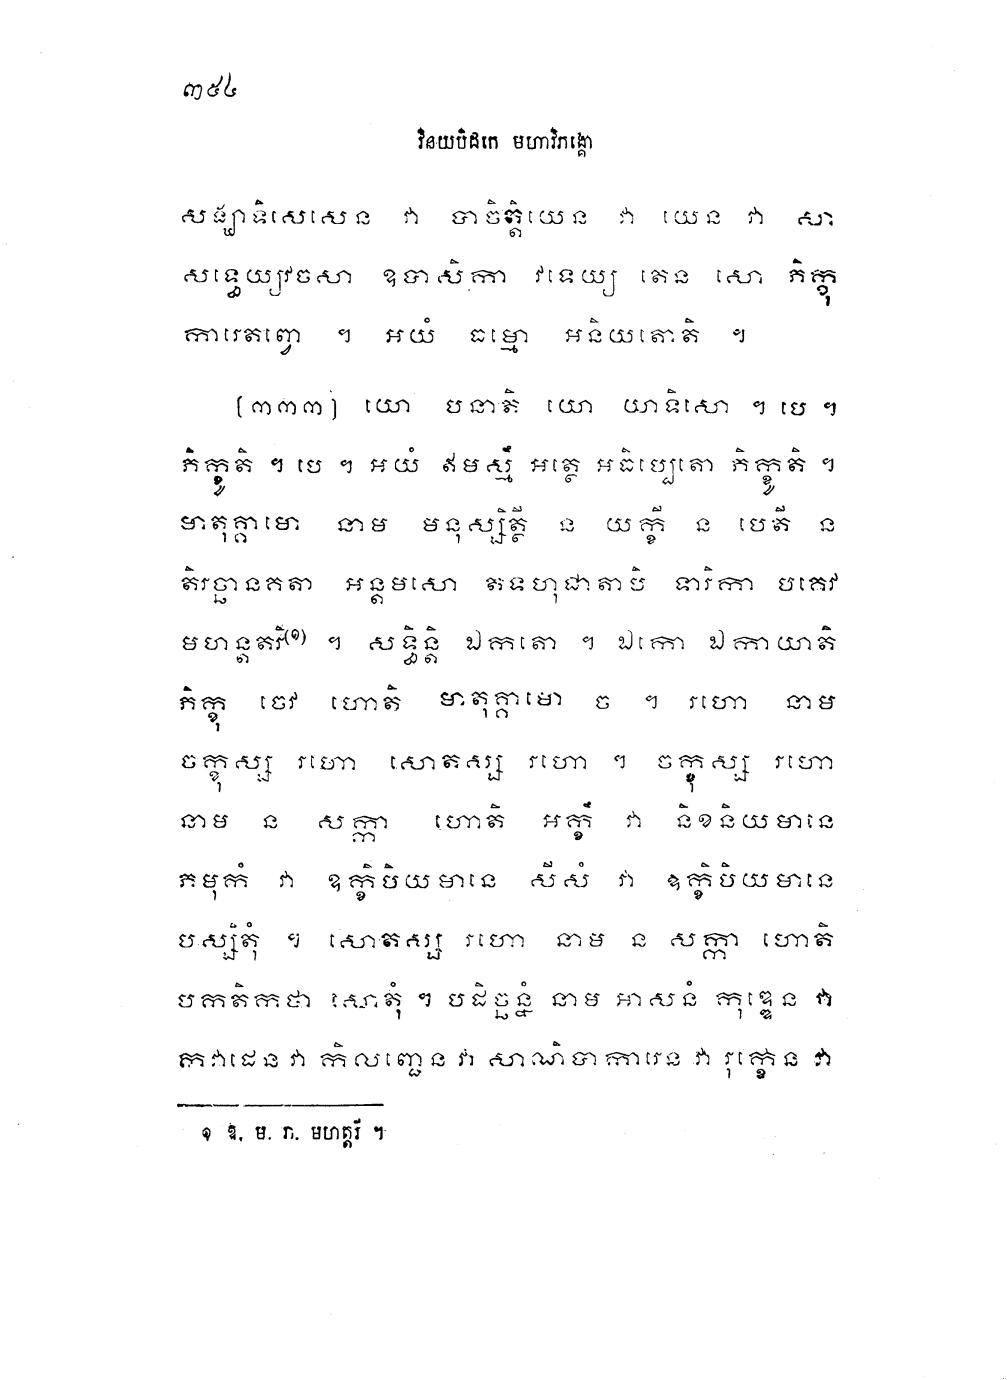 ៣៥៤
វិនយបិដកេ មហាវិភង្គោ
សង្ឃាទិសេសេន វា បាចិត្តិយេន វា យេន វា សា
សទ្ធេយ្យវចសា ឧបាសិកា វទេយ្យ តេន សោ ភិក្ខុ
ការេតព្វោ ។ អយំ ធម្មោ អនិយតោតិ ។
[៣៣៣] យោ បនាតិ យោ យាទិសោ ។ បេ ។
ភិក្ខូតិ ។ បេ ។ អយំ ឥមស្មឹ អត្ថេ អធិប្បេតោ ភិក្ខូតិ ។
មាតុគ្គាមោ នាម មនុស្សិត្ថី ន យក្ខី ន បេតី ន
តិរច្ឆានគតា អន្តមសោ តទហុជាតាបិ ទារិកា បគេវ
មហន្តតរី(១) ។ សទ្ធិន្តិ ឯកតោ ។ ឯកោ ឯកាយាតិ
ភិក្ខុ ចេវ ហោតិ មាតុគ្គាមោ ច ។ រហោ នាម
ចក្ខុស្ស រហោ សោតស្ស រហោ ។ ចក្ខុស្ស រហោ
នាម ន សក្កា ហោតិ អក្ខឹ វា និខនិយមានេ
ភមុកំ វា ឧក្ខិបិយមានេ សីសំ វា ឧក្ខិបិយមានេ
បស្សិតុំ ។ សោតស្ស រហោ នាម ន សក្កា ហោតិ
បកតិកថា សោតុំ ។ បដិច្ឆន្នំ នាម អាសនំ កុឌ្ឌេន វា
កវាដេន វា កិលញ្ជេន វា សាណិបាការេន វា រុក្ខេន វា
១ ឱ. ម. រា. មហត្តរី ។